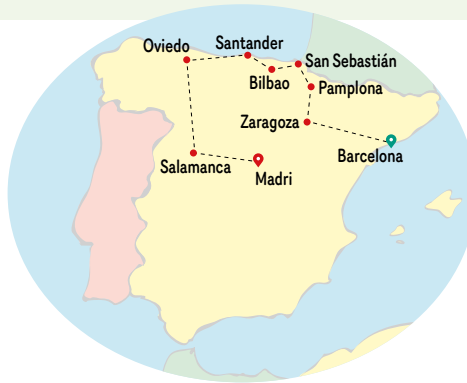 Oviedo
Santander
San Sebastián
Bilbao
Pamplona
Zaragoza
Barcelona
Salamanca
Madri